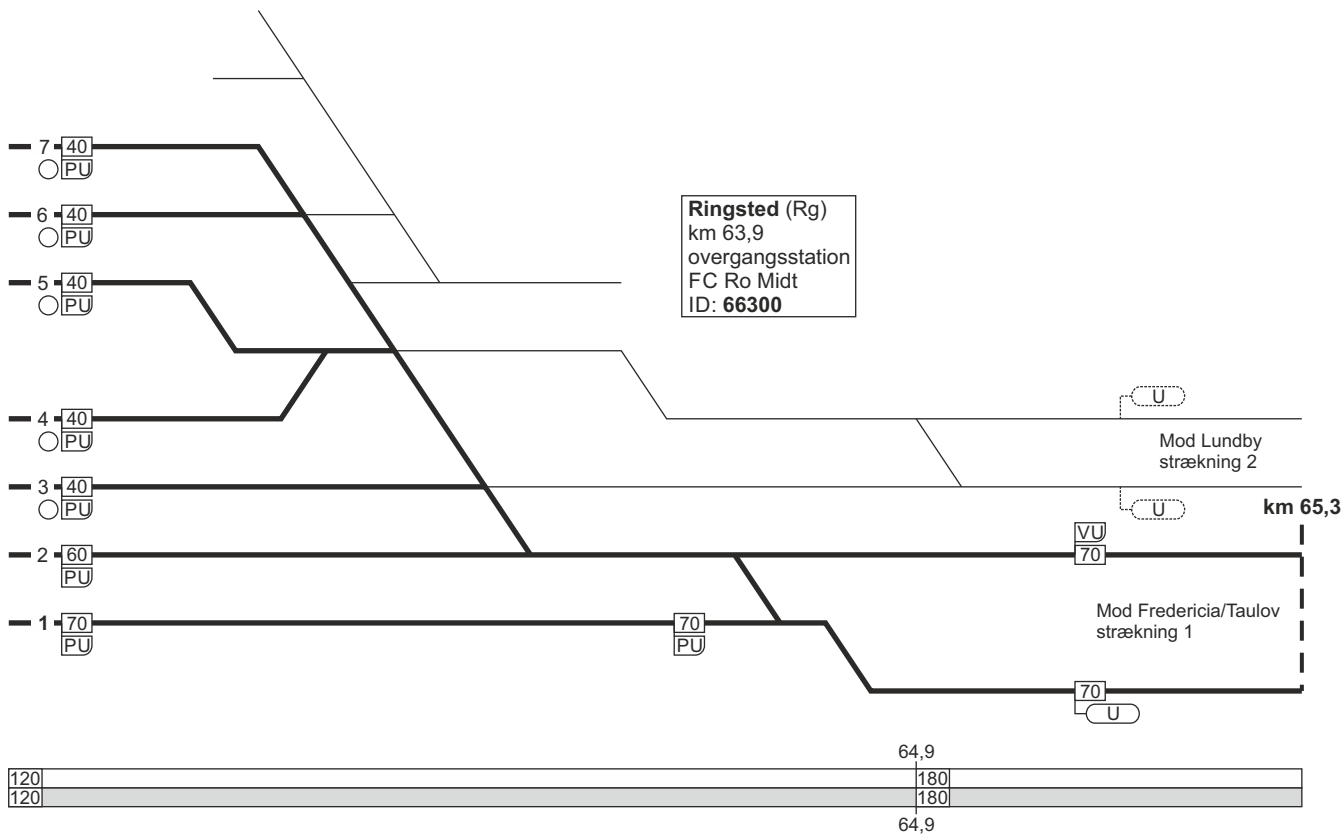 7 40
PU
6 40
PU
Ringsted (Rg)
km 63,9
overgangsstation
FC Ro Midt
ID: 66300
5 40
PU
4 40
PU
U
Mod Lundby
strækning 2
3 40
PU
U
km 65,3
VU
2 60
70
PU
Mod Fredericia/Taulov
strækning 1
1 70
70
PU
PU
70
U
64,9
120
180
120
180
64,9